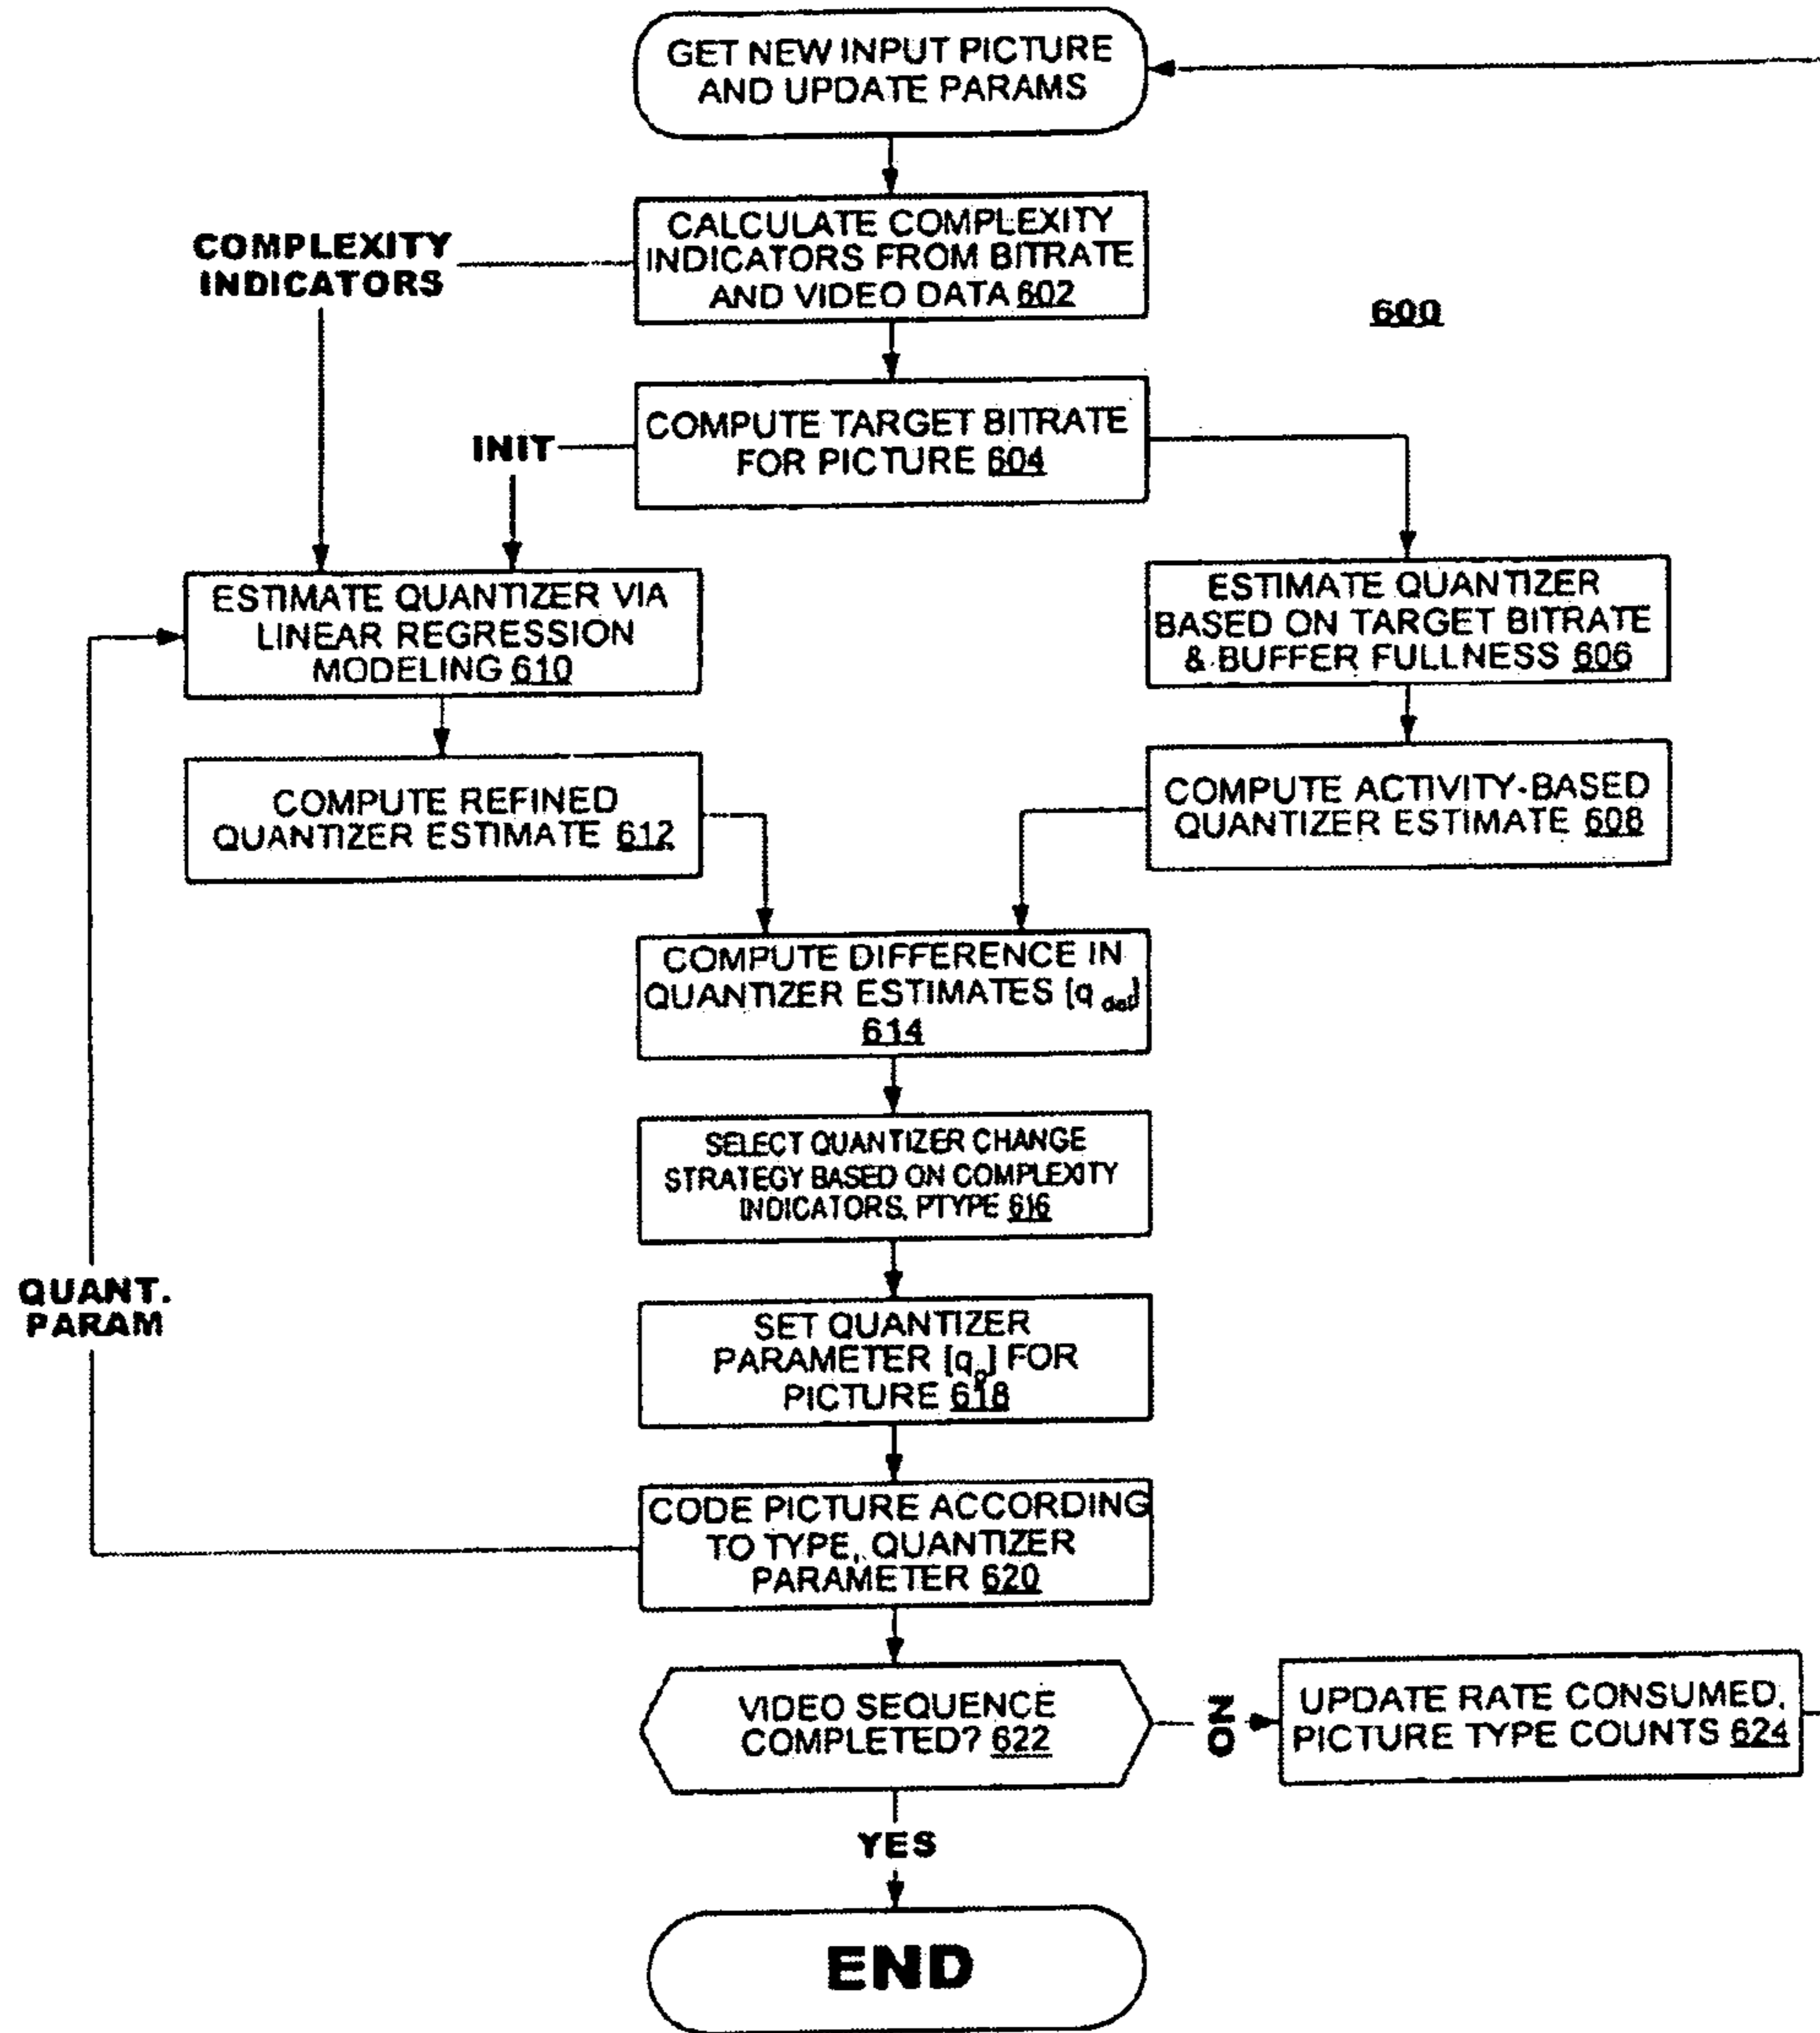 GET NEW INPUT PICTURE
AND UPDATE PARAMS
CALCULATE COMPLEXITY
INDICATORS FROM BITRATE
AND VIDEO DATA 602
COMPLEXITY
INDICATORS
600
COMPUTE TARGET BITRATE
FOR PICTURE 604
INIT
ESTIMATE QUANTIZER VIA
LINEAR REGRESSION
MODELING 610
ESTIMATE QUANTIZER
BASED ON TARGET BITRATE
& BUFFER FULLNESS 606
COMPUTE REFINED
QUANTIZER ESTIMATE 612
COMPUTE ACTIVITY-BASED
QUANTIZER ESTIMATE 608
COMPUTE DIFFERENCE IN
QUANTIZER ESTIMATES [q
614
SELECT QUANTIZER CHANGE
STRATEGY BASED ON COMPLEXITY
INDICATORS, PTYPE 616
QUANT.
PARAM
SET QUANTIZER
PARAMETER [qp] FOR
PICTURE 618
CODE PICTURE ACCORDING
TO TYPE, QUANTIZER
PARAMETER 620
VIDEO SEQUENCE
COMPLETED? 622
NO
UPDATE RATE CONSUMED,
PICTURE TYPE COUNTS 624
YES
END